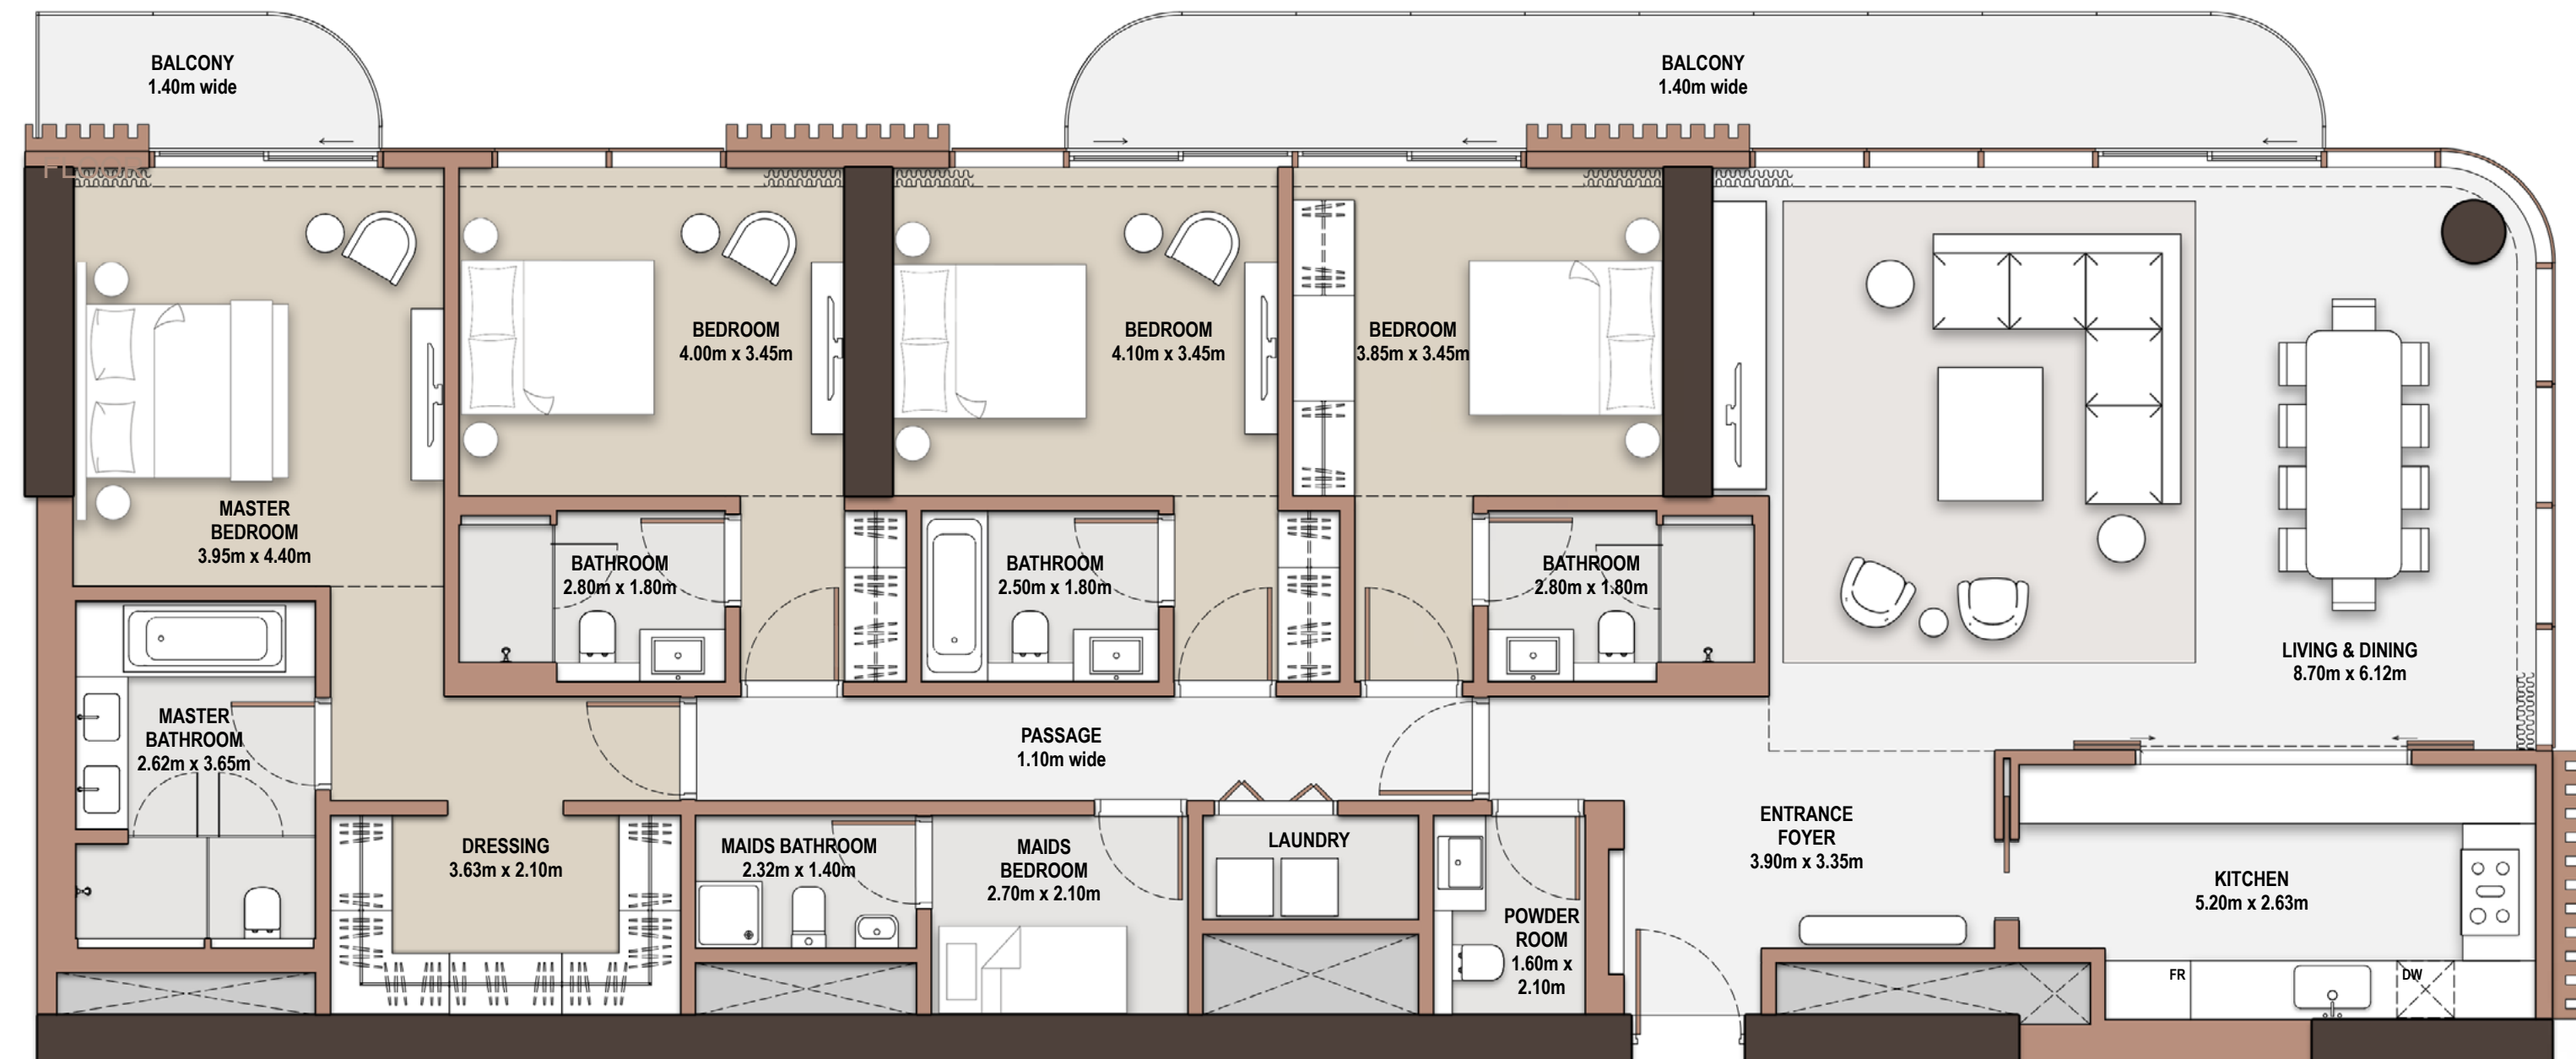 BALCONY
1.40m wide
BALCONY
1.40m wide
MASTER
BEDROOM
3.95m x 4.40m
BEDROOM
4.00m x 3.45m
BEDROOM
4.10m x 3.45m
BEDROOM
3.85m x 3.45m
BATHROOM
2.80m x 1.80m
BATHROOM
2.50m x 1.80m
BATHROOM
2.80m x 1.80m
LIVING & DINING
8.70m x 6.12m
MASTER
BATHROOM
2.62m x 3.65m
PASSAGE
1.10m wide
DRESSING
3.63m x 2.10m
MAIDS BATHROOM
2.32m x 1.40m
MAIDS
BEDROOM
2.70m x 2.10m
LAUNDRY
POWDER
ROOM
1.60m x
2.10m
ENTRANCE
FOYER
3.90m x 3.35m
KITCHEN
5.20m x 2.63m
FR
DW